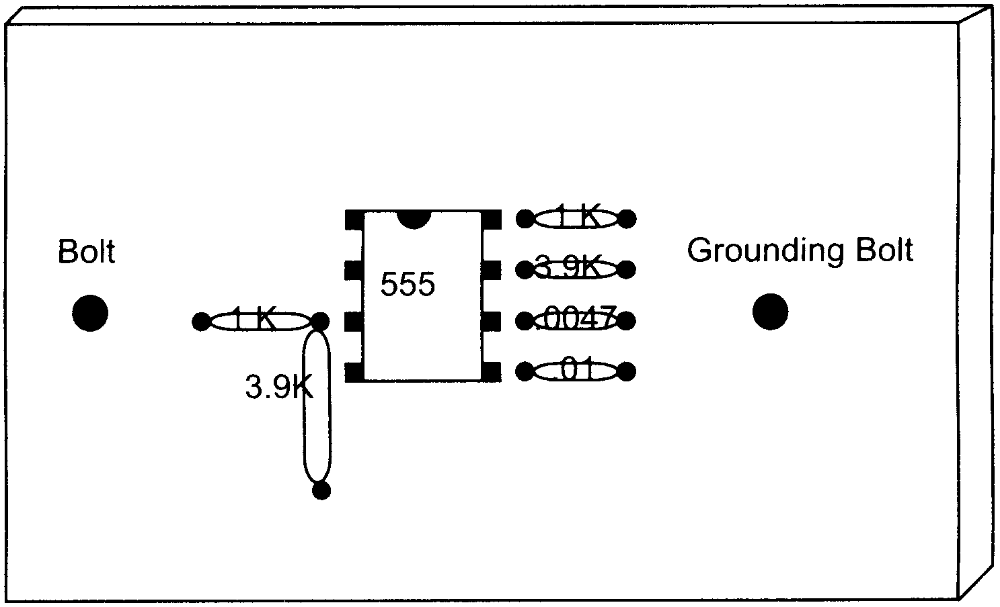 1 K
Bolt
Grounding Bolt
3.9K
555
1 K
.0047
.01
3.9K